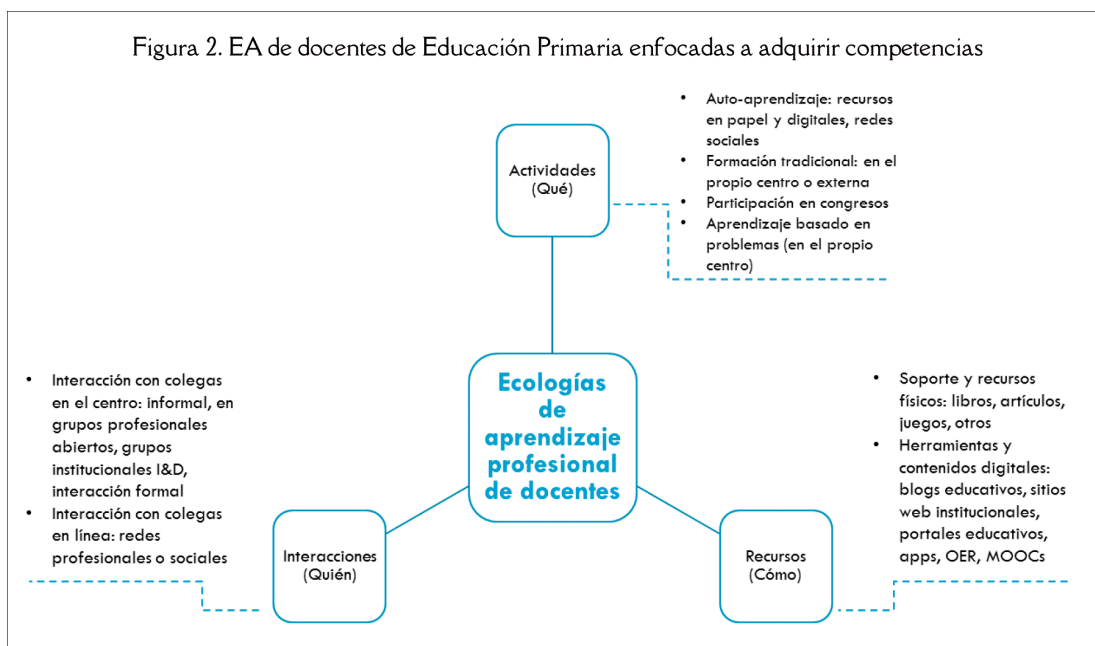 Figura 2. EA de docentes de Educación Primaria enfocadas a adquirir competencias
• Auto-aprendizaje: recursos
en papel y digitales, redes
sociales
• Formación tradicional: en el
propio centro o externa
• Participación en congresos
• Aprendizaje basado en
problemas (en el propio
centro)
Actividades
(Qué)
Ecologías
de
aprendizaje
profesional
de docentes
• Interacción con colegas
en el centro: informal, en
grupos profesionales
abiertos, grupos
institucionales I&D,
interacción formal
• Interacción con colegas
en línea: redes
profesionales o sociales
Interacciones
(Quién)
• Soporte y recursos
físicos: libros, artículos,
juegos, otros
• Herramientas y
contenidos digitales:
blogs educativos, sitios
web institucionales,
portales educativos,
apps, OER, MOOCs
Recursos
(Cómo)